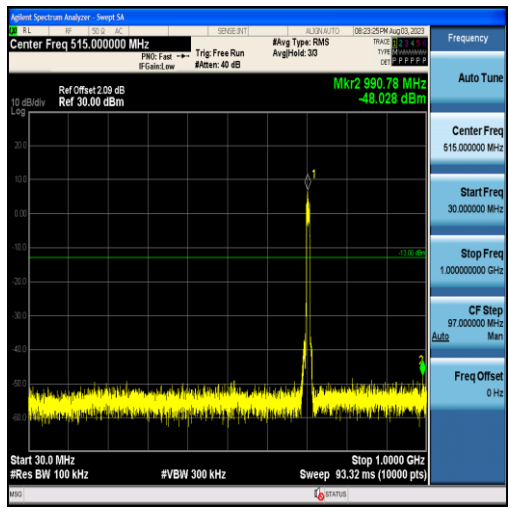 Agilent Spectrum Analyzer - Swept SA
RL RF 50 Ω AC SENSE:INT ALIGN AUTO 08:23:25 PM Aug 03, 2023
Center Freq 515.000000 MHz
PNO: Fast
IFGain:Low
Trig: Free Run
#Atten: 40 dB
#Avg Type: RMS
Avg|Hold: 3/3
TRACE 1 2 3 4 5 6
TYPE
DET P P P P P P
Ref Offset 2.09 dB
Ref 30.00 dBm
10 dB/div
Log
Mkr2 990.78 MHz
-48.028 dBm
20.0
10.0
1
0.00
-10.0
-13.00 dBm
-20.0
-30.0
-40.0
2
-50.0
-60.0
Start 30.0 MHz
Stop 1.0000 GHz
#Res BW 100 kHz
#VBW 300 kHz
Sweep 93.32 ms (10000 pts)
MSG
STATUS
Frequency
Auto Tune
Center Freq
515.000000 MHz
Start Freq
30.000000 MHz
Stop Freq
1.000000000 GHz
CF Step
97.000000 MHz
Auto Man
Freq Offset
0 Hz